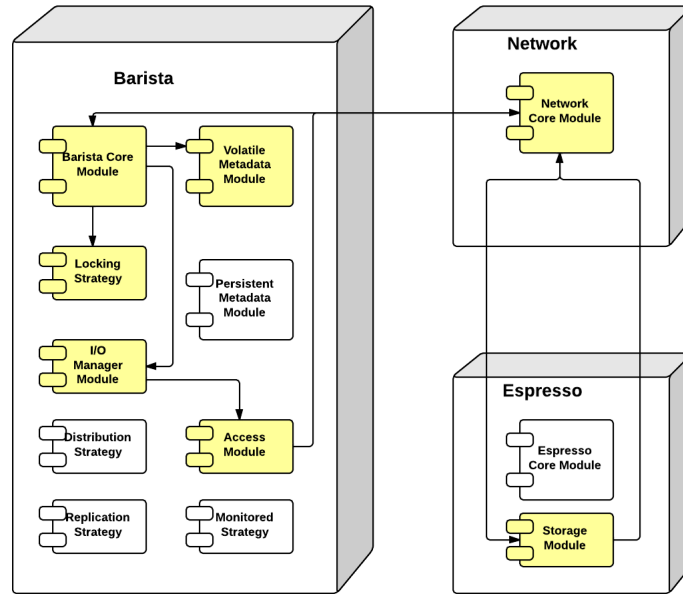 Barista
Barista Core
Module
Volatile
Metadata
Module
Locking
Strategy
Persistent
Metadata
Module
I/O
Manager
Module
Distribution
Strategy
Access
Module
Replication
Strategy
Monitored
Strategy
Network
Network
Core Module
Espresso
Espresso
Core Module
Storage
Module